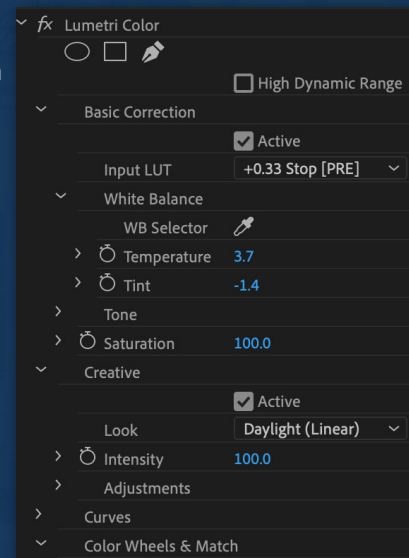 fx Lumetri Color
High Dynamic Range
Basic Correction
Active
Input LUT +0.33 Stop [PRE]
White Balance
WB Selector
Temperature 3.7
Tint -1.4
Tone
Saturation 100.0
Creative
Active
Look Daylight (Linear)
Intensity 100.0
Adjustments
Curves
Color Wheels & Match